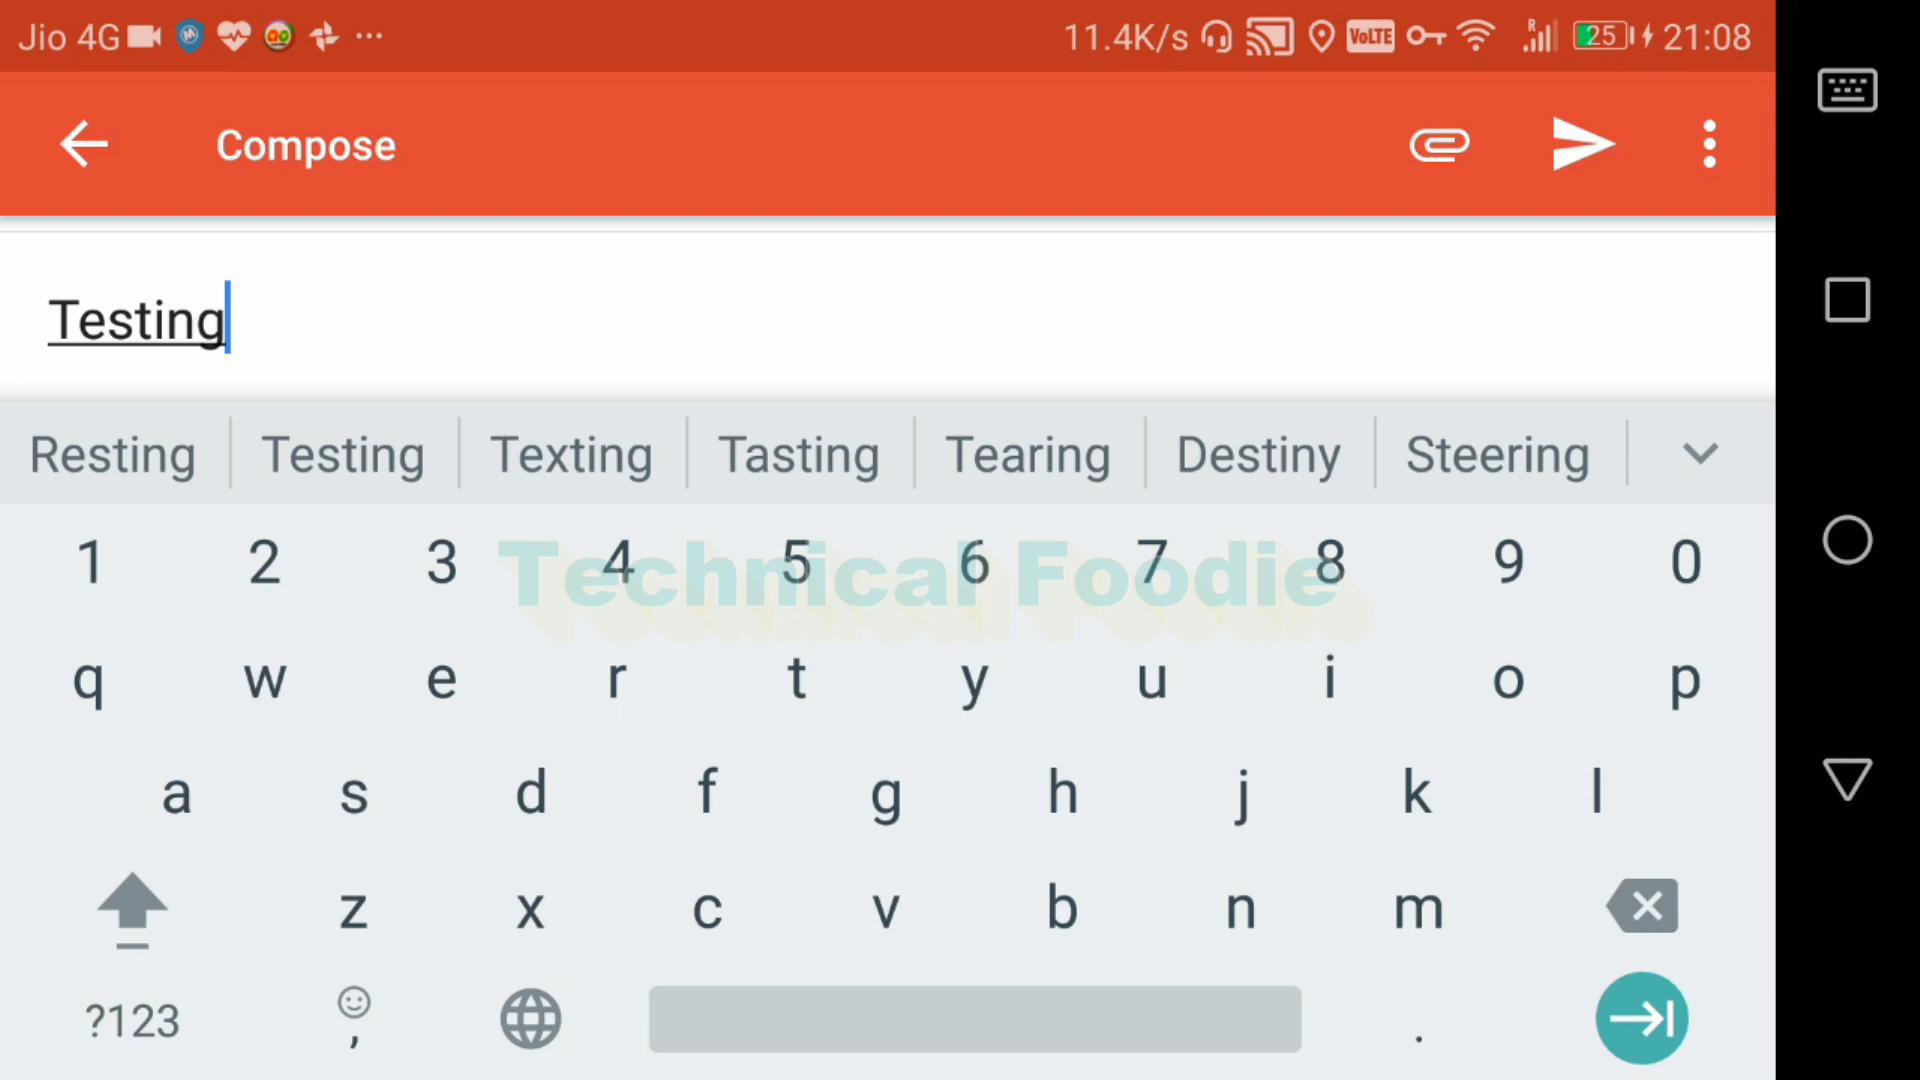 Jio 4G 11.4K/s VoLTE R 25 21:08
Compose
Testing
Resting Testing Texting Tasting Tearing Destiny Steering
1 2 3 4 5 6 7 8 9 0
Technical Foodie
q w e r t y u i o p
a s d f g h j k l
z x c v b n m
?123 , .